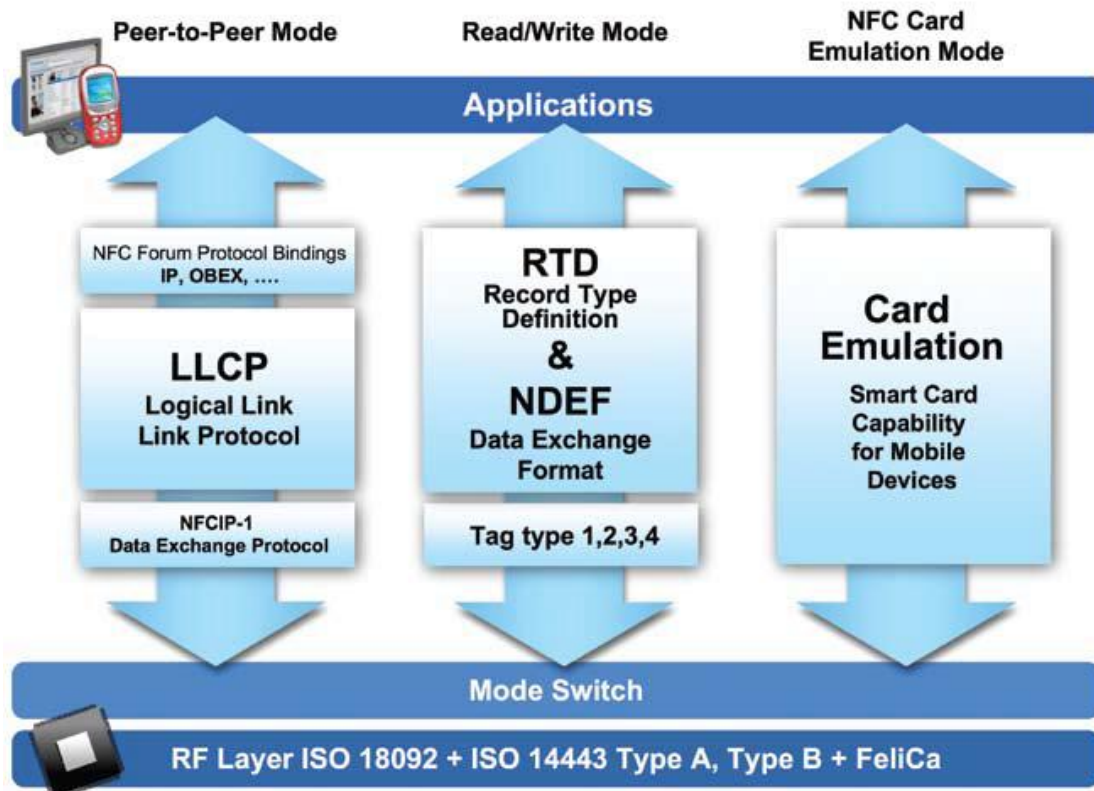 Peer-to-Peer Mode
Read/Write Mode
NFC Card
Emulation Mode
Applications
NFC Forum Protocol Bindings
IP, OBEX, ....
LLCP
Logical Link
Link Protocol
NFCIP-1
Data Exchange Protocol
RTD
Record Type
Definition
&
NDEF
Data Exchange
Format
Tag type 1,2,3,4
Card
Emulation
Smart Card
Capability
for Mobile
Devices
Mode Switch
RF Layer ISO 18092 + ISO 14443 Type A, Type B + FeliCa